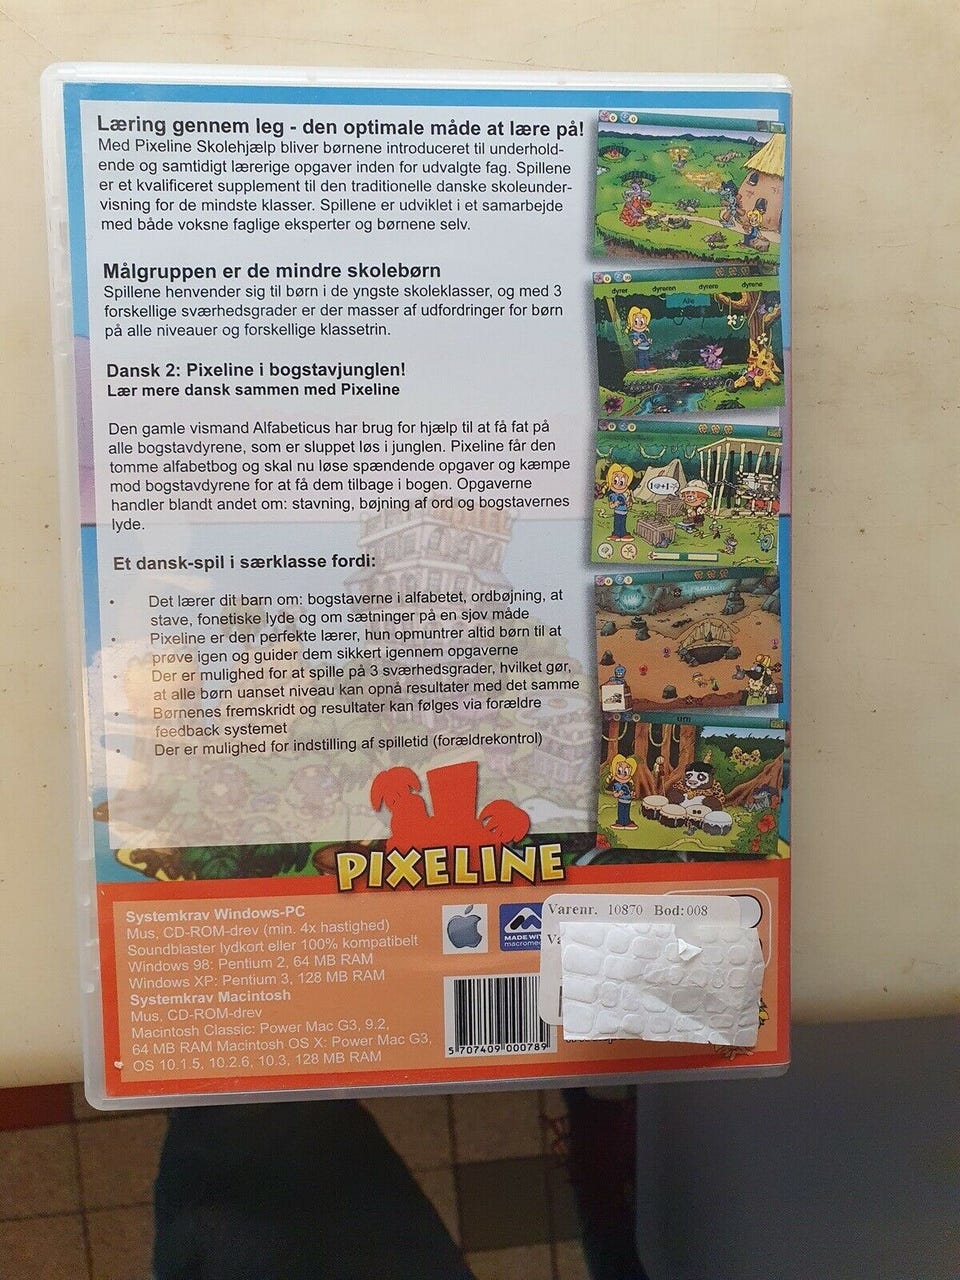 Læring gennem leg - den optimale måde at lære på!
Med Pixeline Skolehjælp bliver børnene introduceret til underhold-
ende og samtidigt lærerige opgaver inden for udvalgte fag. Spillene
er et kvalificeret supplement til den traditionelle danske skoleunder-
visning for de mindste klasser. Spillene er udviklet i et samarbejde
med både voksne faglige eksperter og børnene selv.
Målgruppen er de mindre skolebørn
Spillene henvender sig til børn i de yngste skoleklasser, og med 3
forskellige sværhedsgrader er der masser af udfordringer for børn
på alle niveauer og forskellige klassetrin.
Dansk 2: Pixeline i bogstavjunglen!
Lær mere dansk sammen med Pixeline
Den gamle vismand Alfabeticus har brug for hjælp til at få fat på
alle bogstavdyrene, som er sluppet løs i junglen. Pixeline får den
tomme alfabetbog og skal nu løse spændende opgaver og kæmpe
mod bogstavdyrene for at få dem tilbage i bogen. Opgaverne
handler blandt andet om: stavning, bøjning af ord og bogstavernes
lyde.
Et dansk-spil i særklasse fordi:
• Det lærer dit barn om: bogstaverne i alfabetet, ordbøjning, at
stave, fonetiske lyde og om sætninger på en sjov måde
• Pixeline er den perfekte lærer, hun opmuntrer altid børn til at
prøve igen og guider dem sikkert igennem opgaverne
• Der er mulighed for at spille på 3 sværhedsgrader, hvilket gør,
at alle børn uanset niveau kan opnå resultater med det samme
• Børnenes fremskridt og resultater kan følges via forældre
feedback systemet
• Der er mulighed for indstilling af spilletid (forældrekontrol)
dyrer dyreren dyrere dyrene
Alle
um
PIXELINE
Systemkrav Windows-PC
Mus, CD-ROM-drev (min. 4x hastighed)
Soundblaster lydkort eller 100% kompatibelt
Windows 98: Pentium 2, 64 MB RAM
Windows XP: Pentium 3, 128 MB RAM
Systemkrav Macintosh
Mus, CD-ROM-drev
Macintosh Classic: Power Mac G3, 9.2,
64 MB RAM Macintosh OS X: Power Mac G3,
OS 10.1.5, 10.2.6, 10.3, 128 MB RAM
MADE WIT
macromed
Varenr. 10870 Bod: 008
Va
5 707409 000789